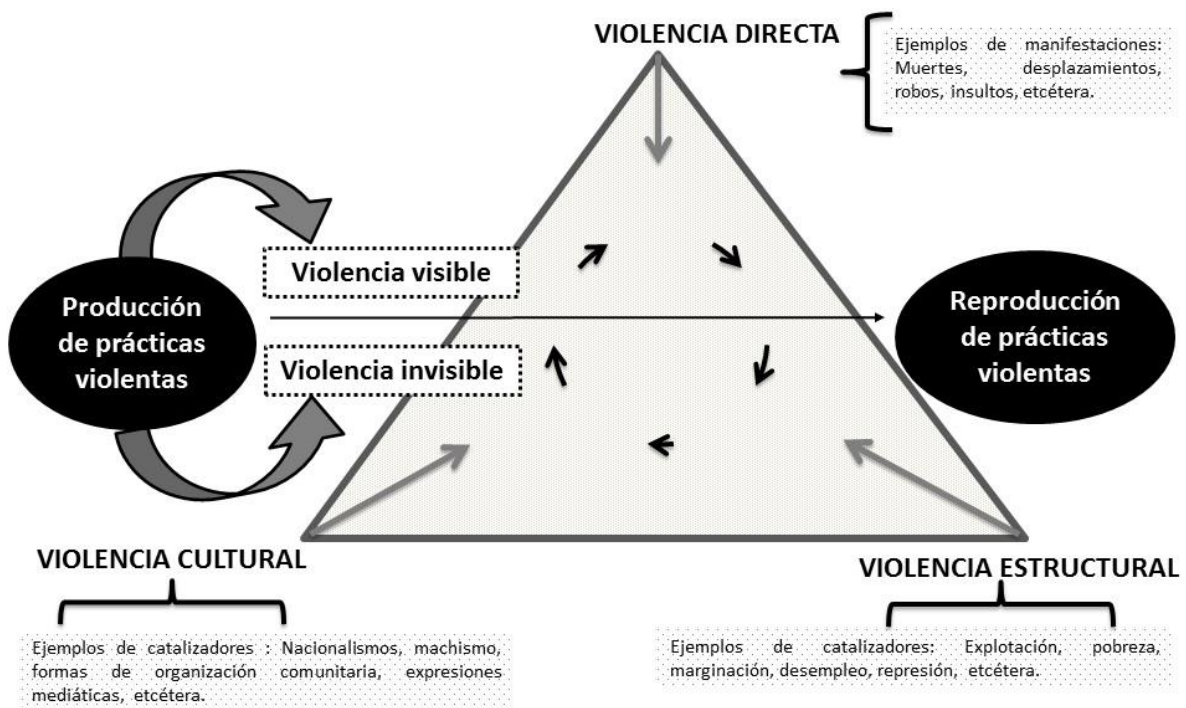 VIOLENCIA DIRECTA
Ejemplos de manifestaciones:
Muertes, desplazamientos,
robos, insultos, etcétera.
Violencia visible
Producción
de prácticas
violentas
Reproducción
de prácticas
violentas
Violencia invisible
VIOLENCIA CULTURAL
VIOLENCIA ESTRUCTURAL
Ejemplos de catalizadores : Nacionalismos, machismo,
formas de organización comunitaria, expresiones
mediáticas, etcétera.
Ejemplos de catalizadores: Explotación, pobreza,
marginación, desempleo, represión, etcétera.